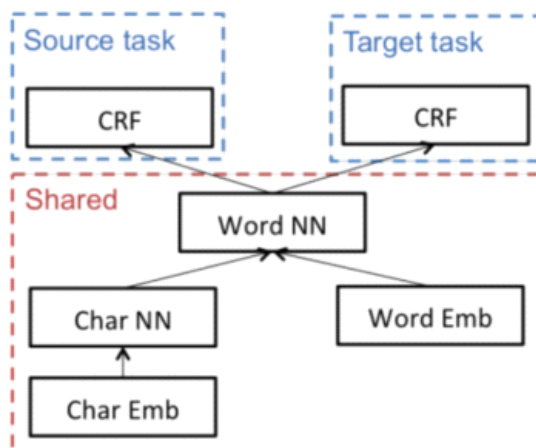 Source task
Target task
CRF
CRF
Shared
Word NN
Char NN
Word Emb
Char Emb